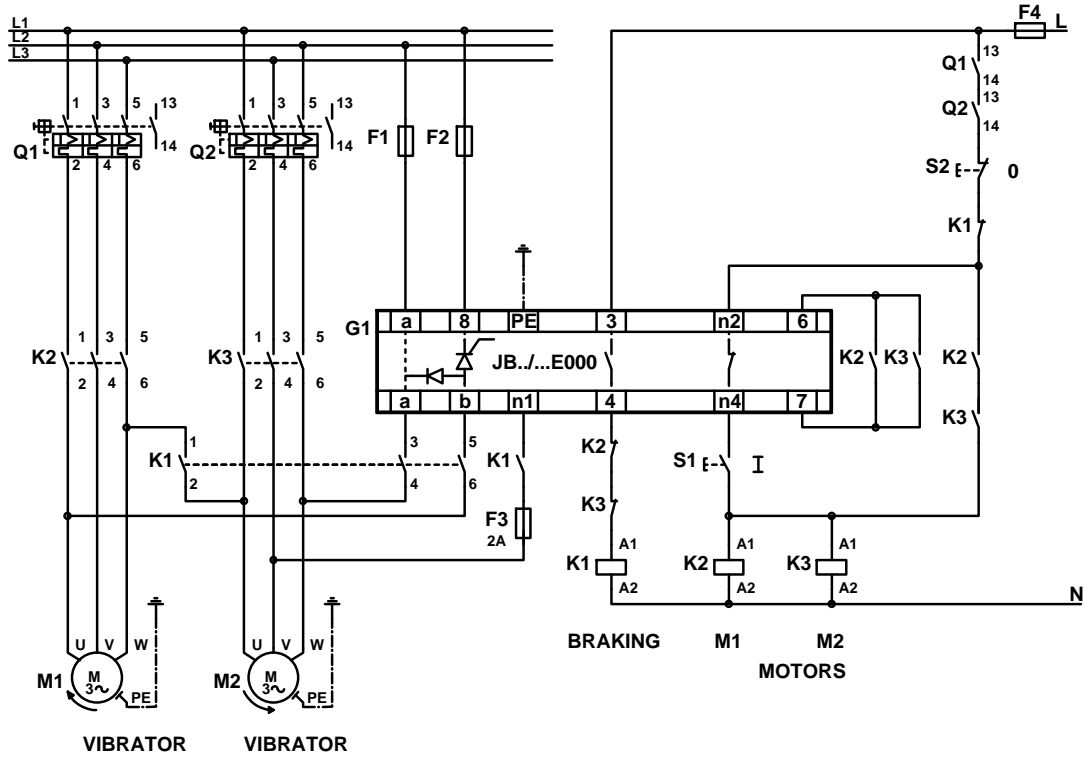 F4
L1
L
L2
L3
Q1 13
14
1 3 5 13
1 3 5 13
Q2 13
14
14
14
F1 F2
Q1
Q2
2 4 6
2 4 6
S2 0
K1
G1 a 8 PE 3 n2 6
1 3 5
1 3 5
K2
K3
K2 K3
K2
JB../...E000
2 4 6
2 4 6
a b n1 4 n4 7
K3
1
3 5
K1
K1
K2
S1 I
2
4 6
K3
F3
2A
K1 A1
A2
K2 A1
A2
K3 A1
A2
N
BRAKING M1 M2
MOTORS
U V W
U V W
M1 M
3~
PE
M2 M
3~
PE
VIBRATOR VIBRATOR